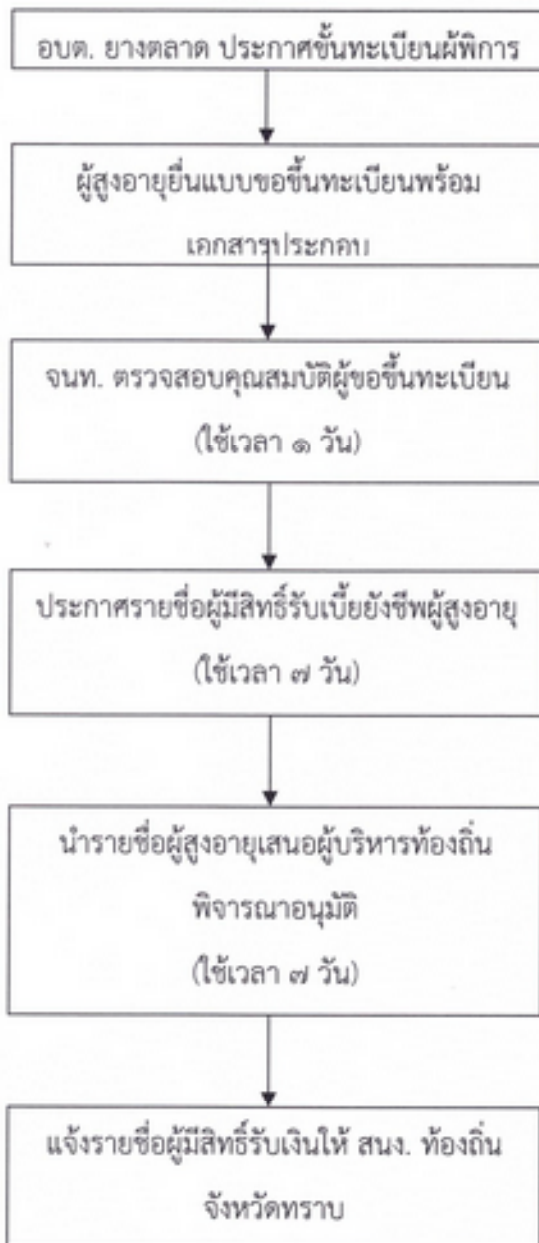 อบต. ยางตลาด ประกาศขึ้นทะเบียนผู้พิการ
ผู้สูงอายุยื่นแบบขอขึ้นทะเบียนพร้อม
เอกสารประกอบ
จนท. ตรวจสอบคุณสมบัติผู้ขอขึ้นทะเบียน
(ใช้เวลา ๑ วัน)
ประกาศรายชื่อผู้มีสิทธิ์รับเบี้ยยังชีพผู้สูงอายุ
(ใช้เวลา ๗ วัน)
นำรายชื่อผู้สูงอายุเสนอผู้บริหารท้องถิ่น
พิจารณาอนุมัติ
(ใช้เวลา ๗ วัน)
แจ้งรายชื่อผู้มีสิทธิ์รับเงินให้ สนง. ท้องถิ่น
จังหวัดทราบ